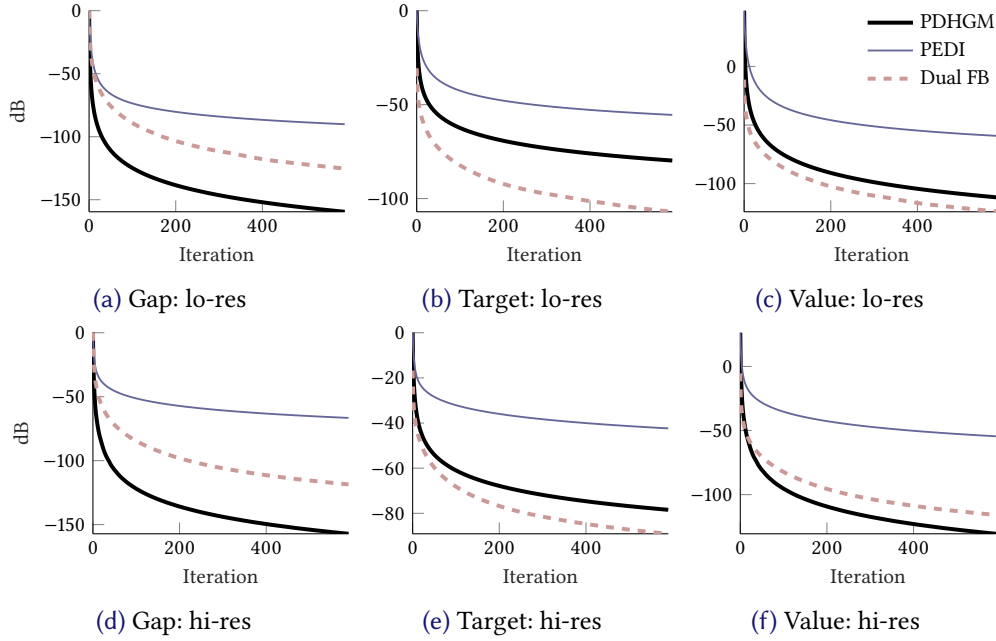 0
−50
−100
−150
dB
0
200
400
Iteration
(a) Gap: lo-res
0
−50
−100
0
200
400
Iteration
(b) Target: lo-res
PDHGM
PEDI
Dual FB
0
−50
−100
0
200
400
Iteration
(c) Value: lo-res
0
−50
−100
−150
dB
0
200
400
Iteration
(d) Gap: hi-res
0
−20
−40
−60
−80
0
200
400
Iteration
(e) Target: hi-res
0
−50
−100
0
200
400
Iteration
(f) Value: hi-res